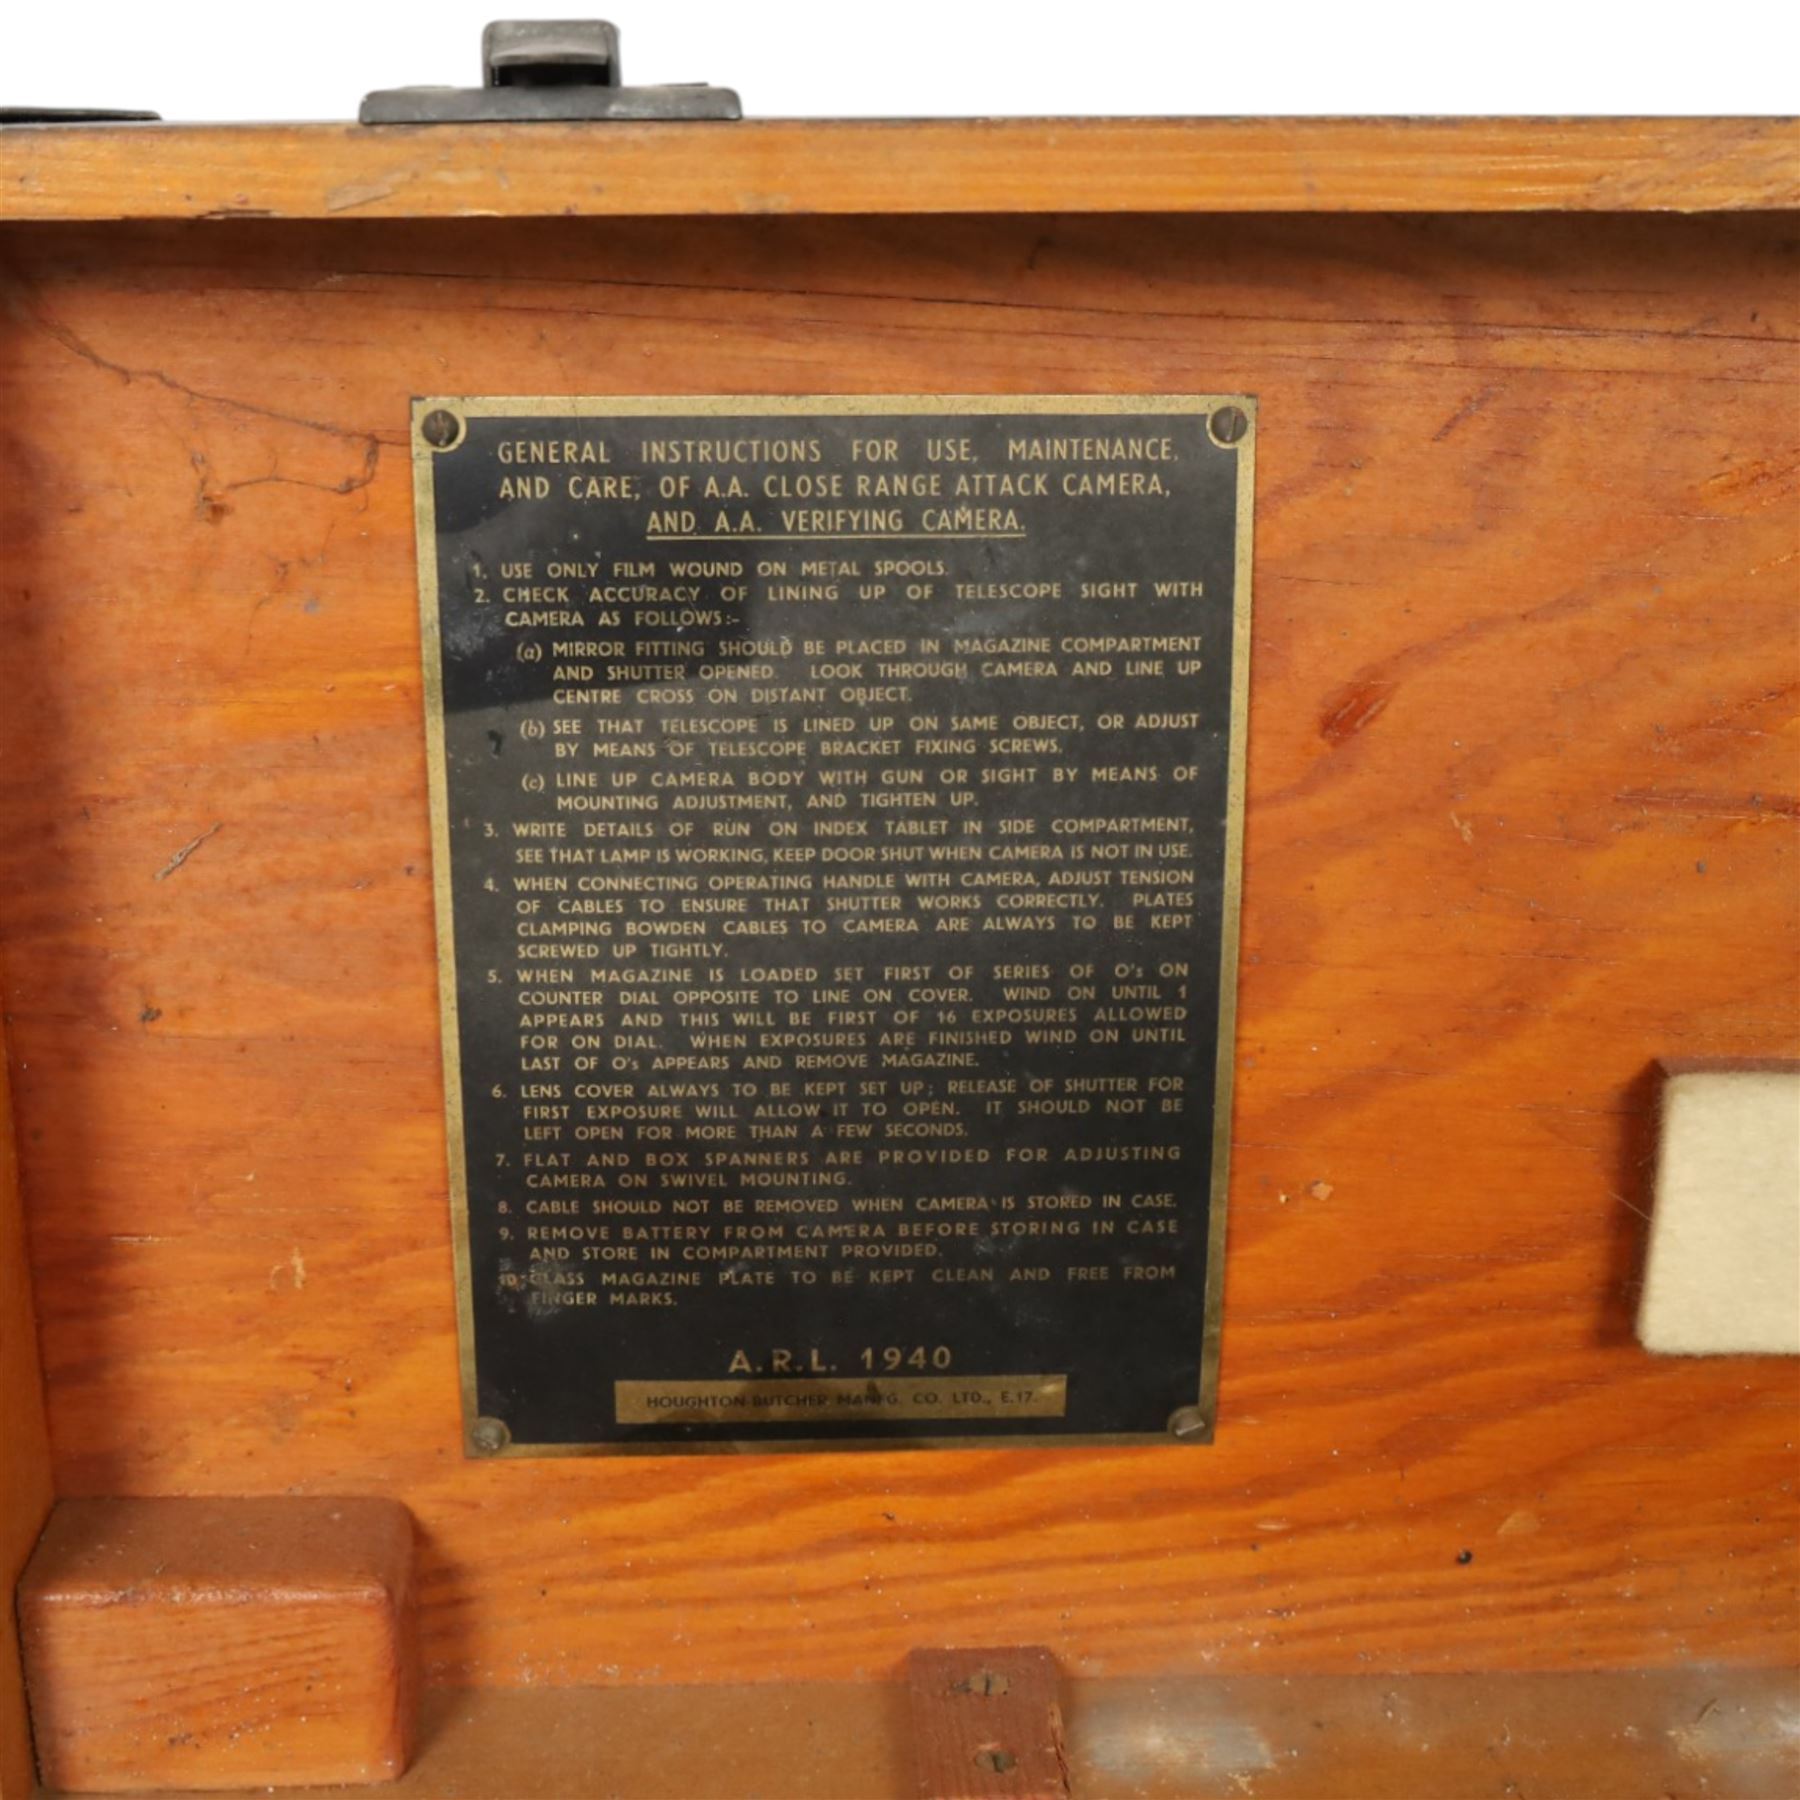 GENERAL INSTRUCTIONS FOR USE, MAINTENANCE,
AND CARE, OF A.A. CLOSE RANGE ATTACK CAMERA,
AND A.A. VERIFYING CAMERA.
1. USE ONLY FILM WOUND ON METAL SPOOLS.
2. CHECK ACCURACY OF LINING UP OF TELESCOPE SIGHT WITH
CAMERA AS FOLLOWS:-
(a) MIRROR FITTING SHOULD BE PLACED IN MAGAZINE COMPARTMENT
AND SHUTTER OPENED. LOOK THROUGH CAMERA AND LINE UP
CENTRE CROSS ON DISTANT OBJECT.
(b) SEE THAT TELESCOPE IS LINED UP ON SAME OBJECT, OR ADJUST
BY MEANS OF TELESCOPE BRACKET FIXING SCREWS.
(c) LINE UP CAMERA BODY WITH GUN OR SIGHT BY MEANS OF
MOUNTING ADJUSTMENT, AND TIGHTEN UP.
3. WRITE DETAILS OF RUN ON INDEX TABLET IN SIDE COMPARTMENT,
SEE THAT LAMP IS WORKING, KEEP DOOR SHUT WHEN CAMERA IS NOT IN USE.
4. WHEN CONNECTING OPERATING HANDLE WITH CAMERA, ADJUST TENSION
OF CABLES TO ENSURE THAT SHUTTER WORKS CORRECTLY. PLATES
CLAMPING BOWDEN CABLES TO CAMERA ARE ALWAYS TO BE KEPT
SCREWED UP TIGHTLY.
5. WHEN MAGAZINE IS LOADED SET FIRST OF SERIES OF O's ON
COUNTER DIAL OPPOSITE TO LINE ON COVER. WIND ON UNTIL 1
APPEARS AND THIS WILL BE FIRST OF 16 EXPOSURES ALLOWED
FOR ON DIAL. WHEN EXPOSURES ARE FINISHED WIND ON UNTIL
LAST OF O's APPEARS AND REMOVE MAGAZINE.
6. LENS COVER ALWAYS TO BE KEPT SET UP; RELEASE OF SHUTTER FOR
FIRST EXPOSURE WILL ALLOW IT TO OPEN. IT SHOULD NOT BE
LEFT OPEN FOR MORE THAN A FEW SECONDS.
7. FLAT AND BOX SPANNERS ARE PROVIDED FOR ADJUSTING
CAMERA ON SWIVEL MOUNTING.
8. CABLE SHOULD NOT BE REMOVED WHEN CAMERA IS STORED IN CASE.
9. REMOVE BATTERY FROM CAMERA BEFORE STORING IN CASE
AND STORE IN COMPARTMENT PROVIDED.
10. GLASS MAGAZINE PLATE TO BE KEPT CLEAN AND FREE FROM
FINGER MARKS.
A.R.L. 1940
HOUGHTON-BUTCHER MANFG. CO. LTD., E.17.